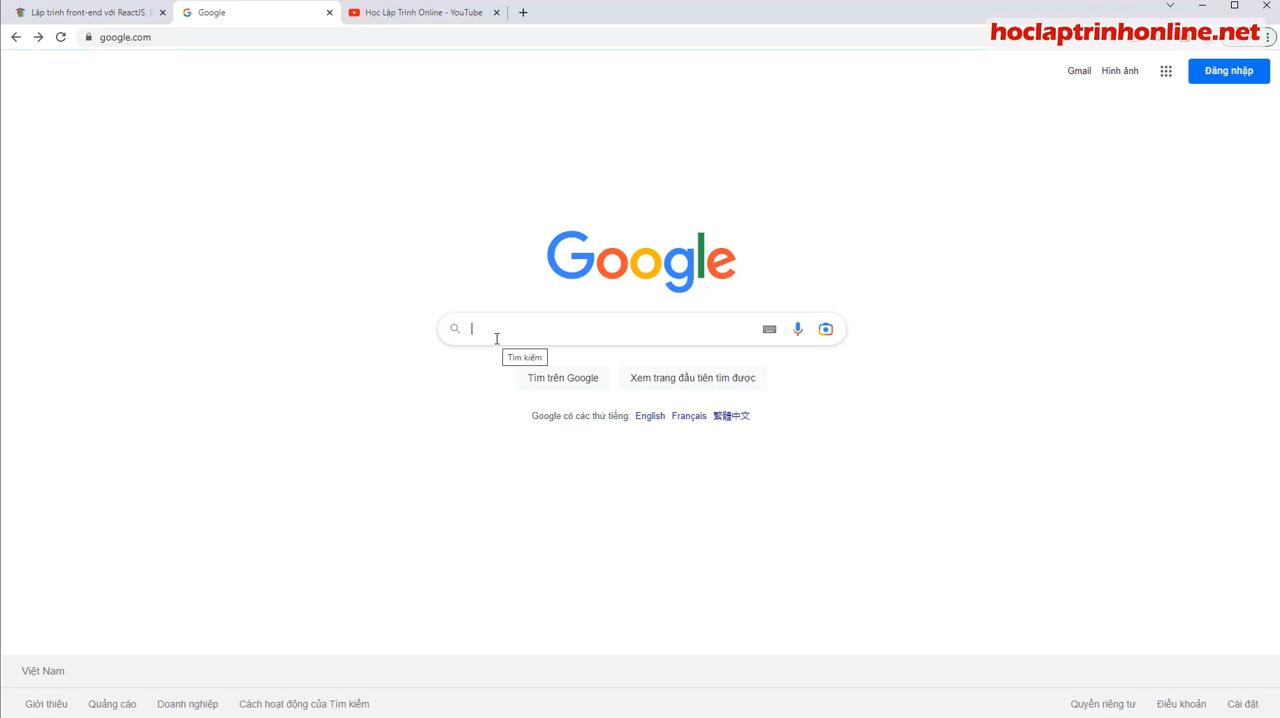 Lập trình front-end với ReactJS, B
Google
Học Lập Trình Online - YouTube
google.com
hoclaptrinhonline.net
Gmail
Hình ảnh
Đăng nhập
Google
Tìm kiếm
Tìm trên Google
Xem trang đầu tiên tìm được
Google có các thứ tiếng: English Français 繁體中文
Việt Nam
Giới thiệu Quảng cáo Doanh nghiệp Cách hoạt động của Tìm kiếm
Quyền riêng tư Điều khoản Cài đặt